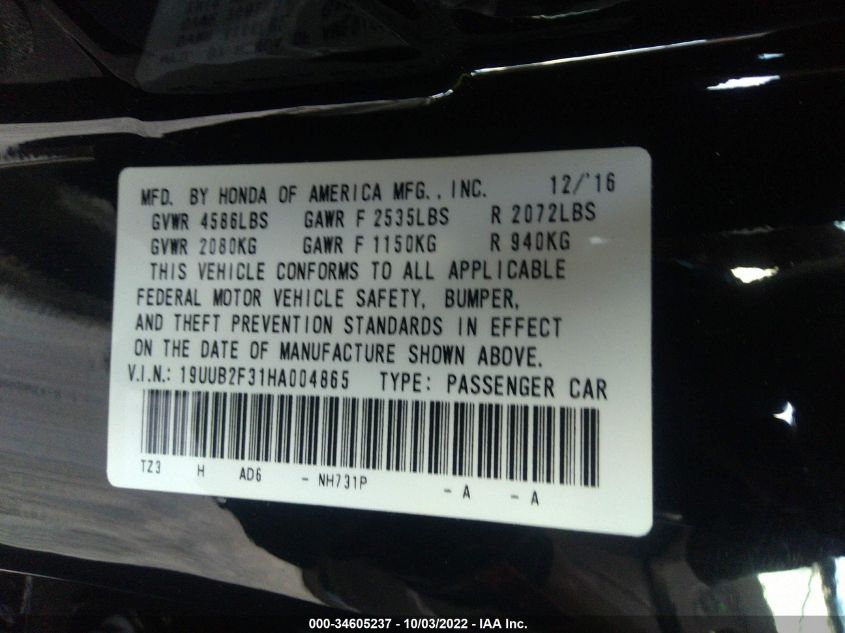 MFD. BY HONDA OF AMERICA MFG., INC. 12/'16
GVWR 4586LBS GAWR F 2535LBS R 2072LBS
GVWR 2080KG GAWR F 1150KG R 940KG
THIS VEHICLE CONFORMS TO ALL APPLICABLE
FEDERAL MOTOR VEHICLE SAFETY, BUMPER,
AND THEFT PREVENTION STANDARDS IN EFFECT
ON THE DATE OF MANUFACTURE SHOWN ABOVE.
V.I.N.: 19UUB2F31HA004865 TYPE: PASSENGER CAR
TZ3 H AD6 - NH731P - A - A
000-34605237 - 10/03/2022 - IAA Inc.